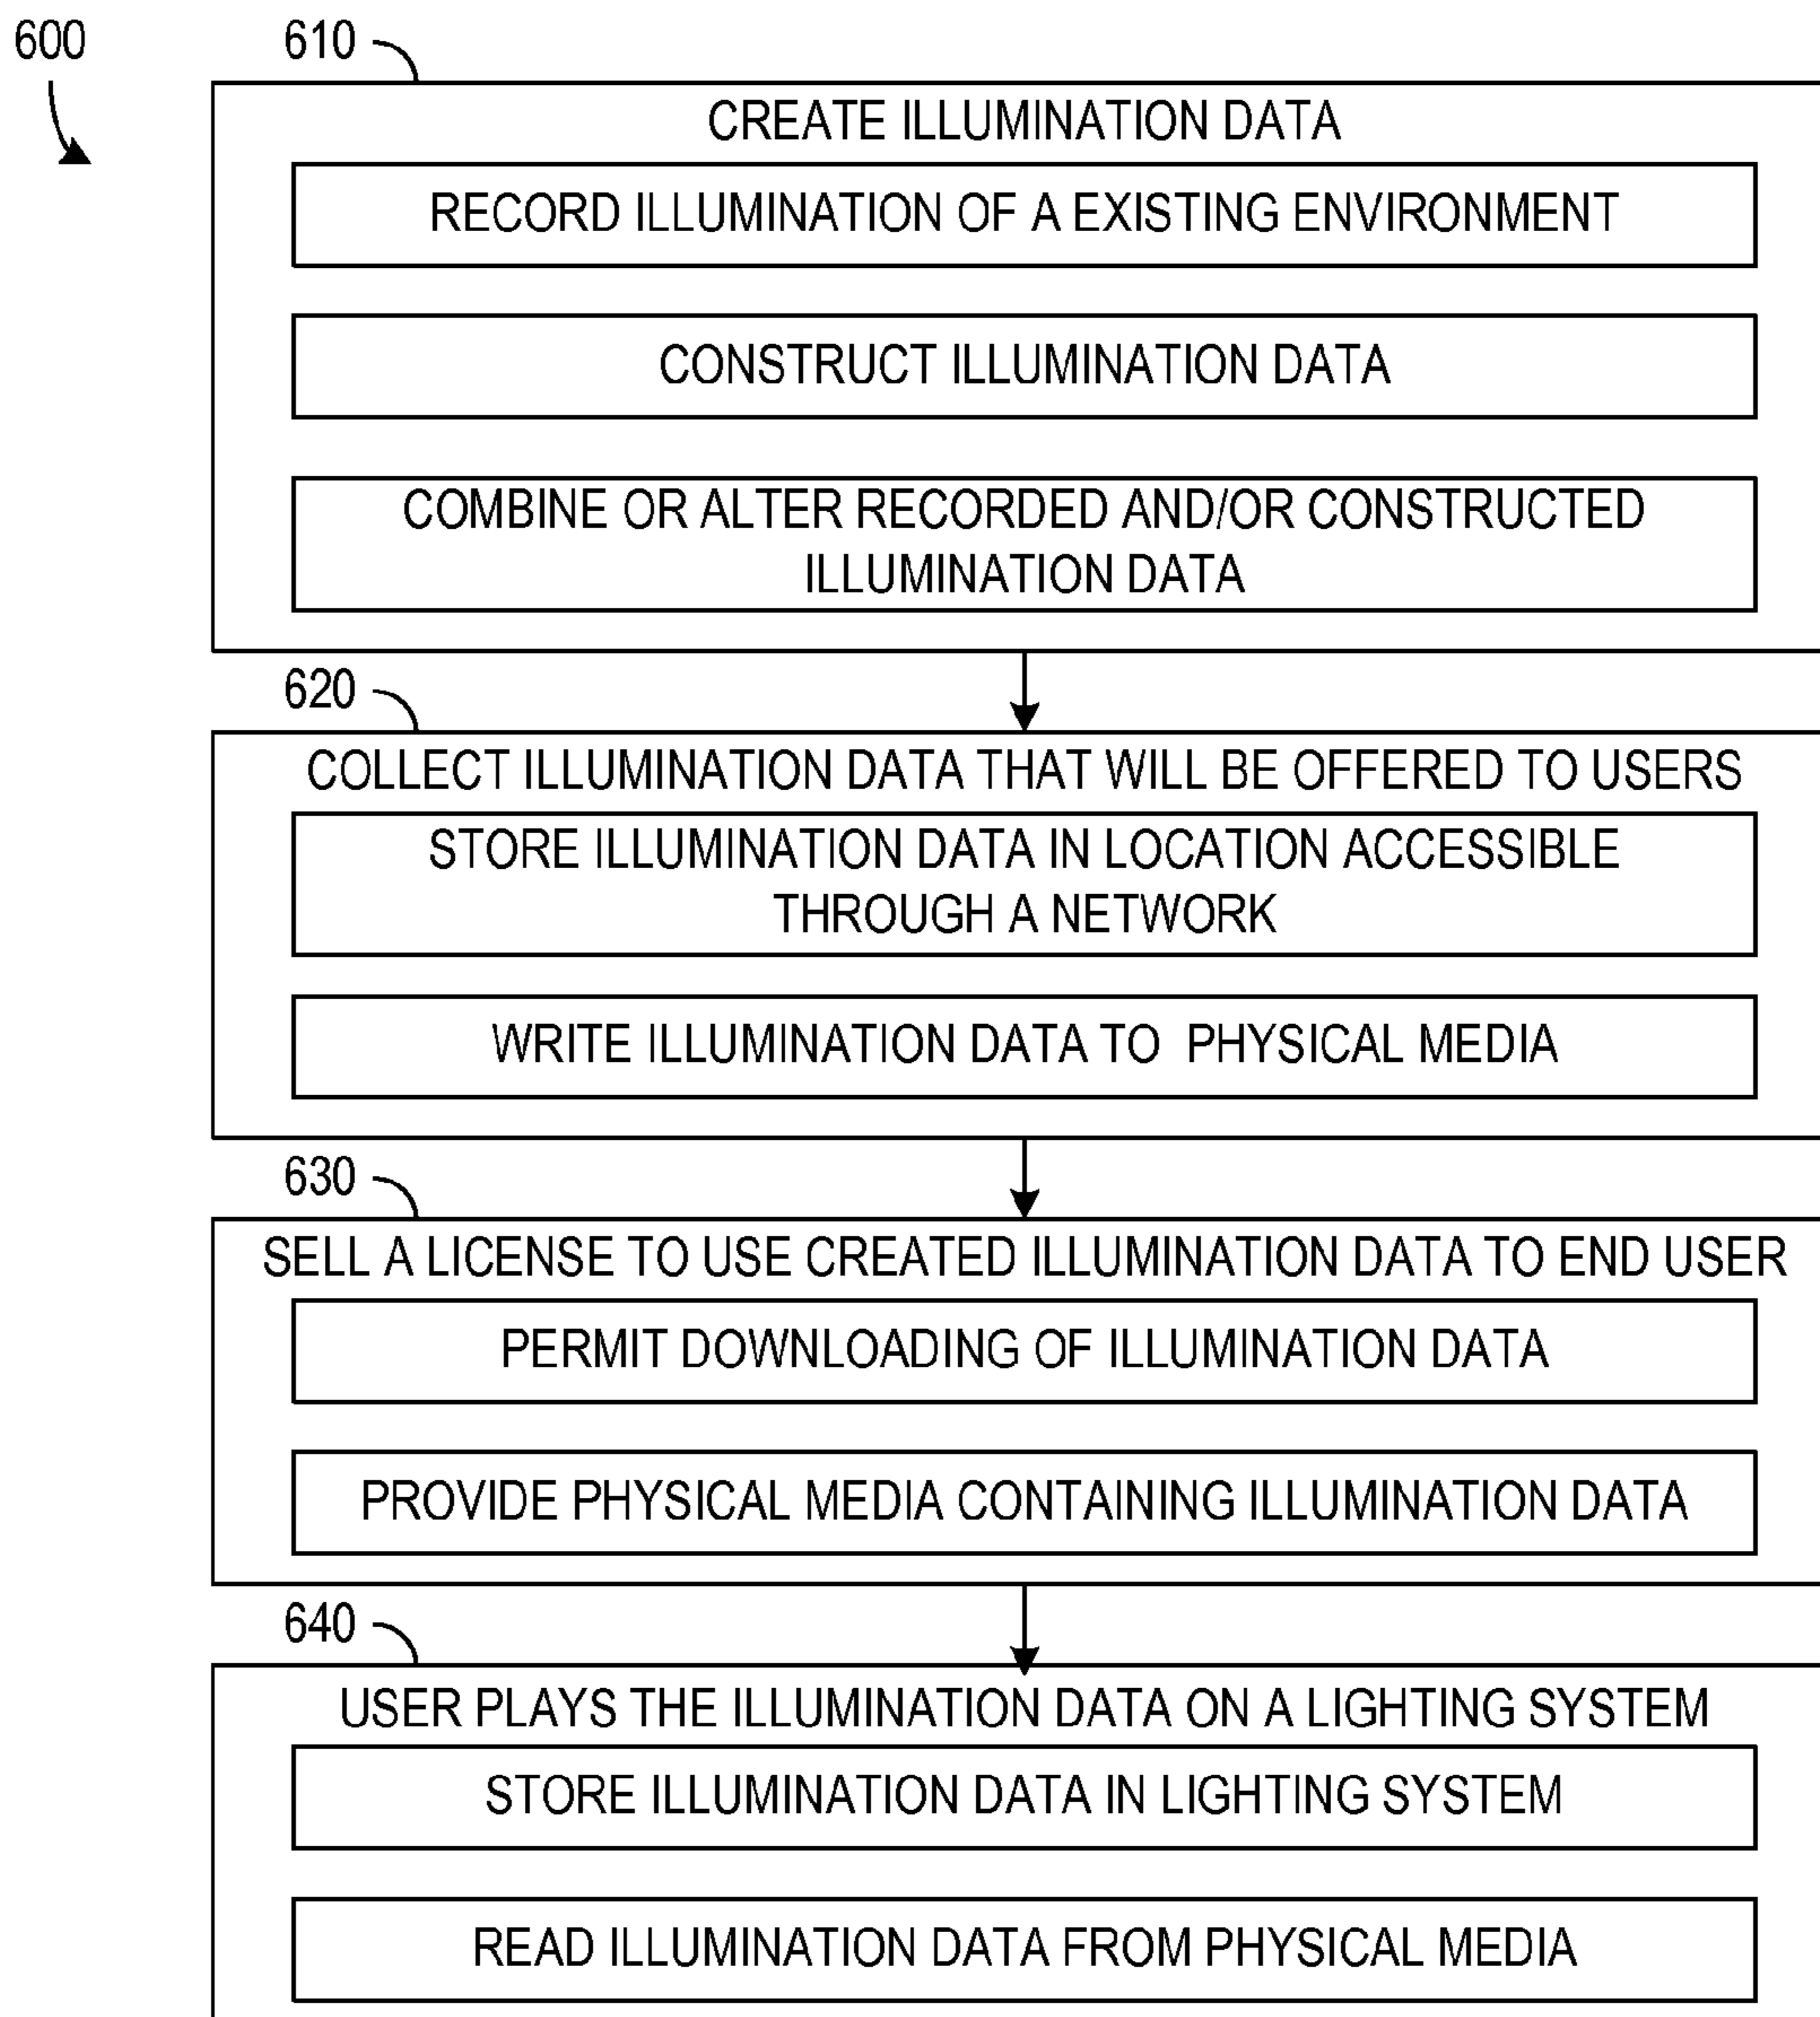 600
610
CREATE ILLUMINATION DATA
RECORD ILLUMINATION OF A EXISTING ENVIRONMENT
CONSTRUCT ILLUMINATION DATA
COMBINE OR ALTER RECORDED AND/OR CONSTRUCTED
ILLUMINATION DATA
620
COLLECT ILLUMINATION DATA THAT WILL BE OFFERED TO USERS
STORE ILLUMINATION DATA IN LOCATION ACCESSIBLE
THROUGH A NETWORK
WRITE ILLUMINATION DATA TO PHYSICAL MEDIA
630
SELL A LICENSE TO USE CREATED ILLUMINATION DATA TO END USER
PERMIT DOWNLOADING OF ILLUMINATION DATA
PROVIDE PHYSICAL MEDIA CONTAINING ILLUMINATION DATA
640
USER PLAYS THE ILLUMINATION DATA ON A LIGHTING SYSTEM
STORE ILLUMINATION DATA IN LIGHTING SYSTEM
READ ILLUMINATION DATA FROM PHYSICAL MEDIA